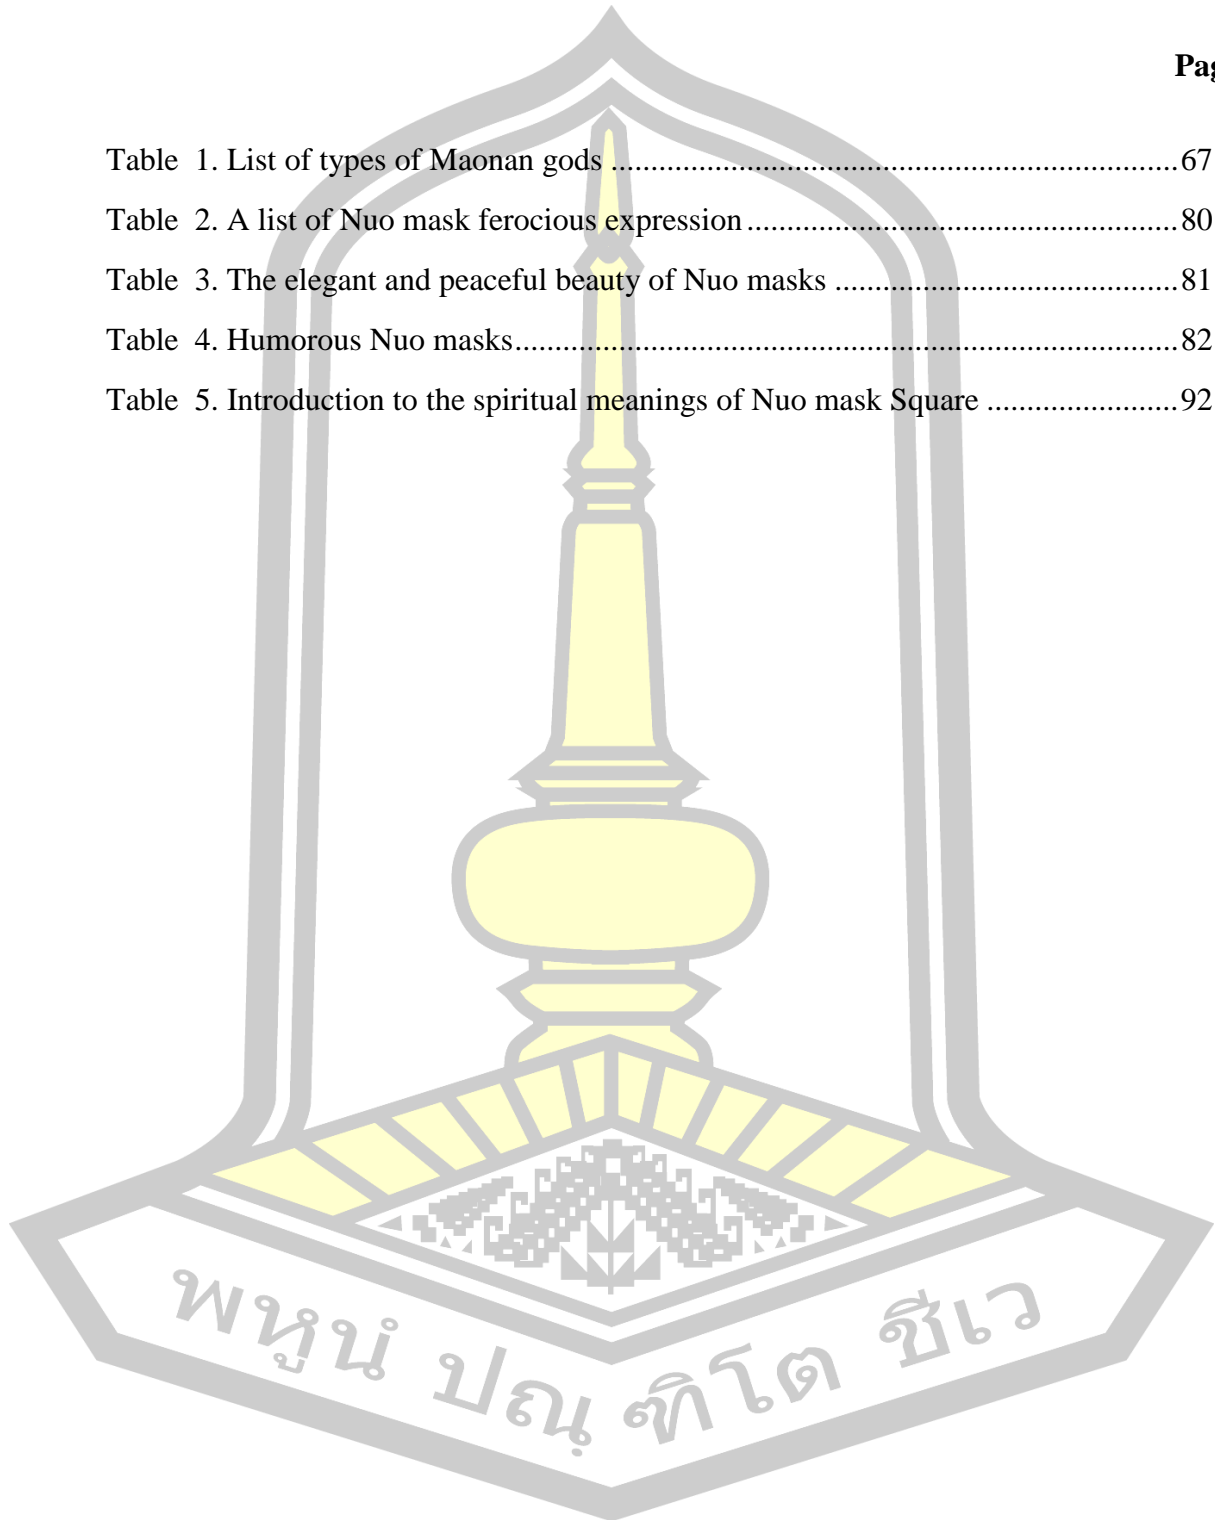 Pag
Table 1. List of types of Maonan gods ........................................................................67
Table 2. A list of Nuo mask ferocious expression ......................................................80
Table 3. The elegant and peaceful beauty of Nuo masks ...........................................81
Table 4. Humorous Nuo masks...................................................................................82
Table 5. Introduction to the spiritual meanings of Nuo mask Square ........................92
พหูนํ ปณฺฑิโต ชีเว